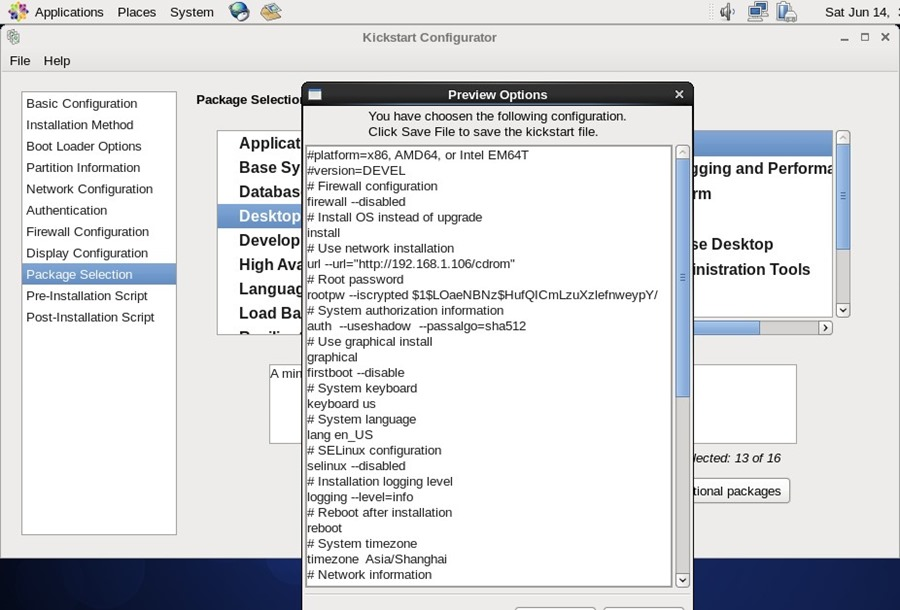 Applications Places System Sat Jun 14,
Kickstart Configurator
File Help
Basic Configuration
Installation Method
Boot Loader Options
Partition Information
Network Configuration
Authentication
Firewall Configuration
Display Configuration
Package Selection
Pre-Installation Script
Post-Installation Script
Package Selection
Applicat
Base Sy
Databas
Desktop
Develop
High Ava
Languag
Load Ba
A min
Preview Options
You have choosen the following configuration.
Click Save File to save the kickstart file.
#platform=x86, AMD64, or Intel EM64T
#version=DEVEL
# Firewall configuration
firewall --disabled
# Install OS instead of upgrade
install
# Use network installation
url --url="http://192.168.1.106/cdrom"
# Root password
rootpw --iscrypted $1$LOaeNBNz$HufQICmLzuXzlefnweypY/
# System authorization information
auth  --useshadow  --passalgo=sha512
# Use graphical install
graphical
firstboot --disable
# System keyboard
keyboard us
# System language
lang en_US
# SELinux configuration
selinux --disabled
# Installation logging level
logging --level=info
# Reboot after installation
reboot
# System timezone
timezone  Asia/Shanghai
# Network information
gging and Performa
rm
se Desktop
inistration Tools
lected: 13 of 16
tional packages